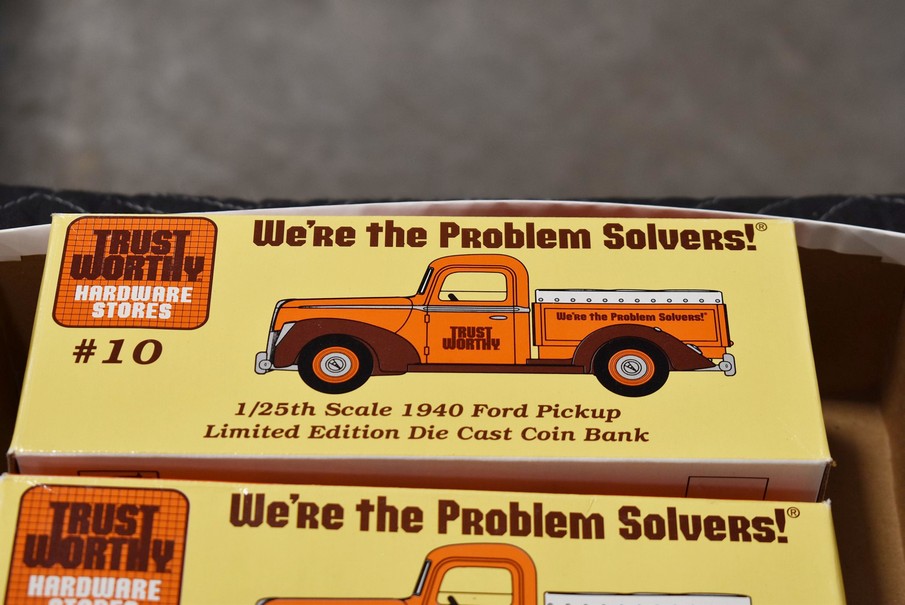 TRUST
WORTHY
HARDWARE
STORES
#10
We're the Problem Solvers!®
We're the Problem Solvers!
TRUST
WORTHY
1/25th Scale 1940 Ford Pickup
Limited Edition Die Cast Coin Bank
TRUST
WORTHY
HARDWARE
STORES
We're the Problem Solvers!®